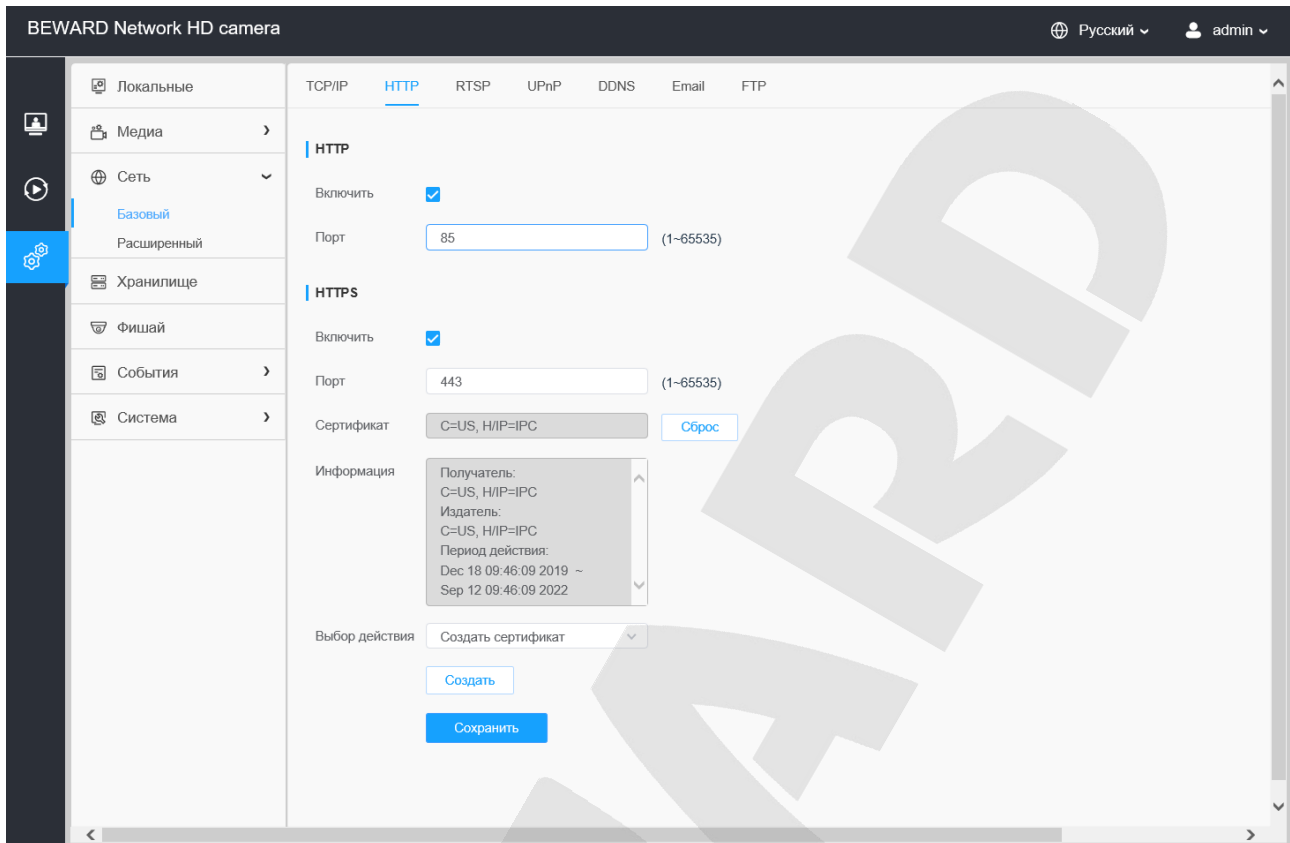 BEWARD Network HD camera
Русский
admin
Локальные
Медиа
Сеть
Базовый
Расширенный
Хранилище
Фишай
События
Система
TCP/IP HTTP RTSP UPnP DDNS Email FTP
HTTP
Включить
Порт 85 (1~65535)
HTTPS
Включить
Порт 443 (1~65535)
Сертификат C=US, H/IP=IPC Сброс
Информация Получатель:
C=US, H/IP=IPC
Издатель:
C=US, H/IP=IPC
Период действия:
Dec 18 09:46:09 2019 ~
Sep 12 09:46:09 2022
Выбор действия Создать сертификат
Создать
Сохранить